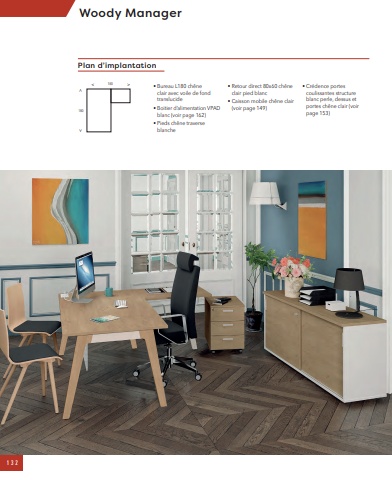 Woody Manager
Plan d'implantation
• Bureau L180 chêne
clair avec voile de fond
translucide
• Boitier d'alimentation VPAD
blanc (voir page 162)
• Pieds chêne traverse
blanche
• Retour direct 80x60 chêne
clair pied blanc
• Caisson mobile chêne clair
(voir page 149)
• Crédence portes
coulissantes structure
blanc perle, dessus et
portes chêne clair (voir
page 153)
180
132